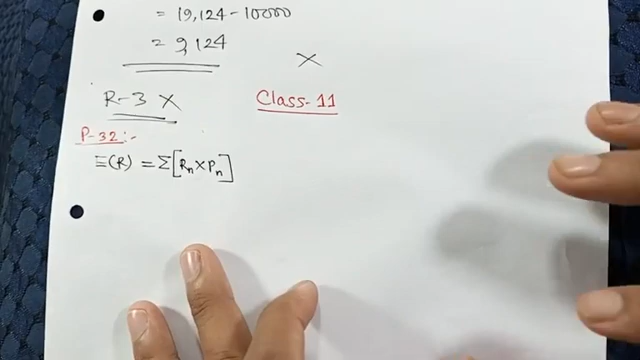 = 19,124 - 10000
= 9,124
X
R-3 X
Class-11
P-32:-
E(R) = Σ[Rn×Pn]